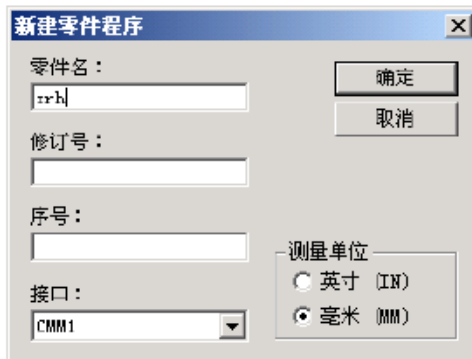 新建零件程序
零件名：
zrh
确定
取消
修订号：
序号：
测量单位
英寸 (IN)
毫米 (MM)
接口：
CMM1